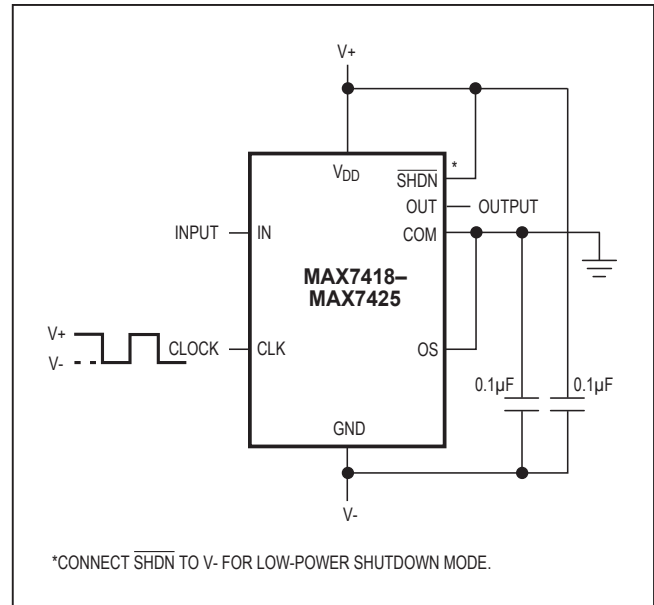 V+
VDD
*
SHDN
OUT
OUTPUT
INPUT
IN
COM
MAX7418–
MAX7425
V+
V-
CLOCK
CLK
OS
0.1µF
0.1µF
GND
V-
*CONNECT SHDN TO V- FOR LOW-POWER SHUTDOWN MODE.